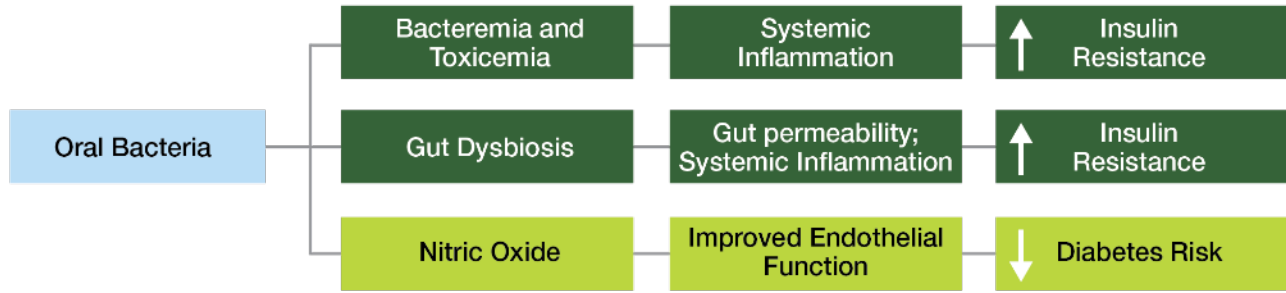 Bacteremia and
Toxicemia
Systemic
Inflammation
Insulin
Resistance
Oral Bacteria
Gut Dysbiosis
Gut permeability;
Systemic Inflammation
Insulin
Resistance
Nitric Oxide
Improved Endothelial
Function
Diabetes Risk